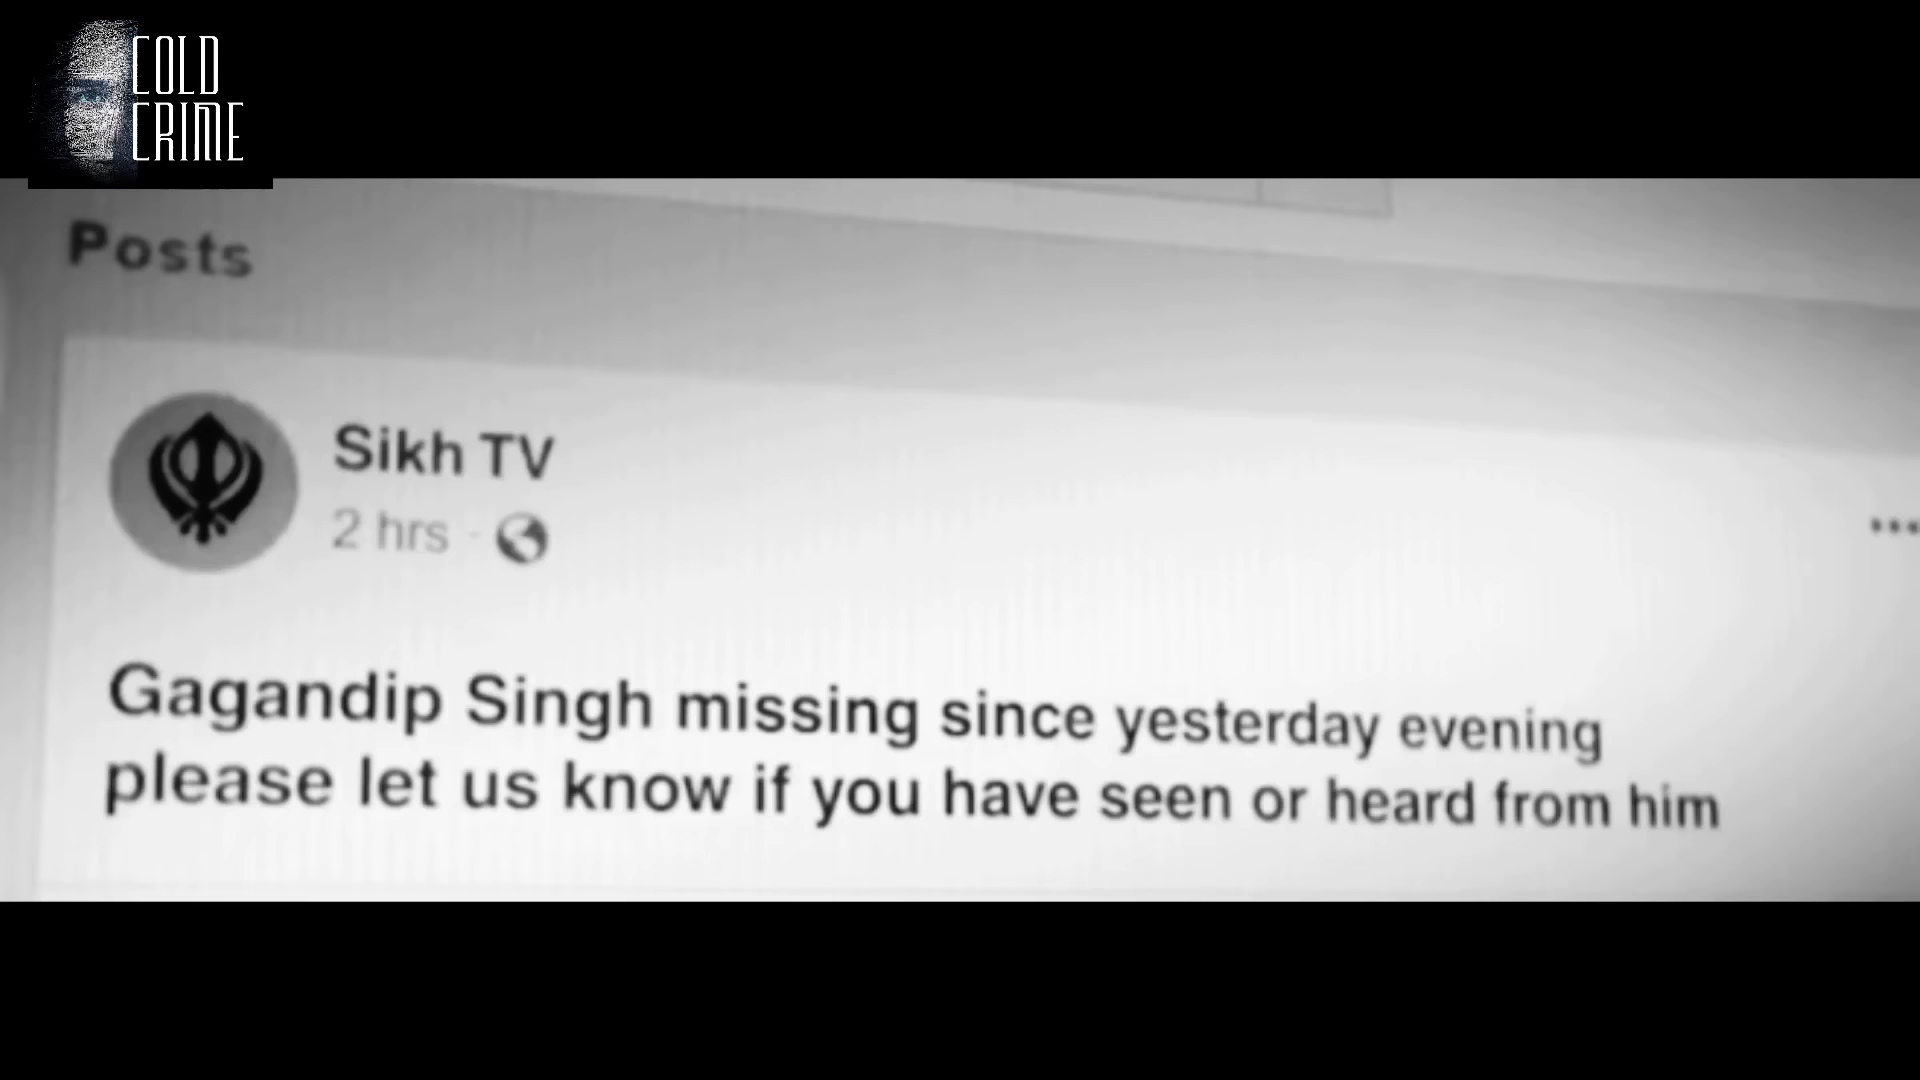 COLD
CRIME
Posts
Sikh TV
2 hrs
Gagandip Singh missing since yesterday evening
please let us know if you have seen or heard from him